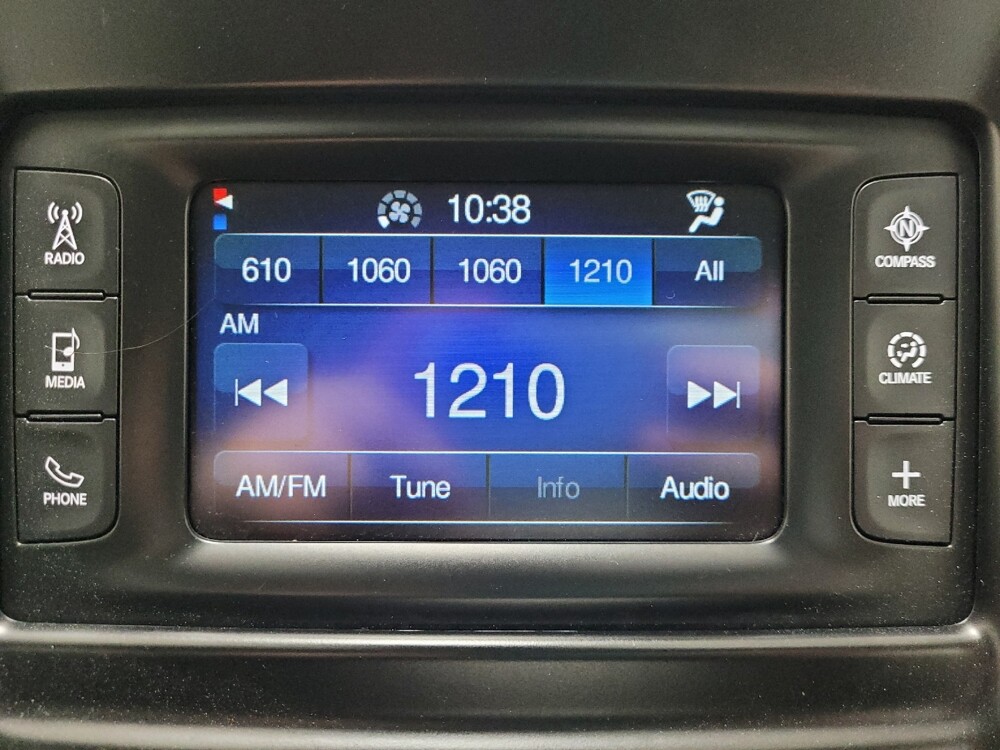 10:38
610 1060 1060 1210 All
AM
1210
AM/FM Tune Info Audio
RADIO
MEDIA
PHONE
N
COMPASS
CLIMATE
MORE